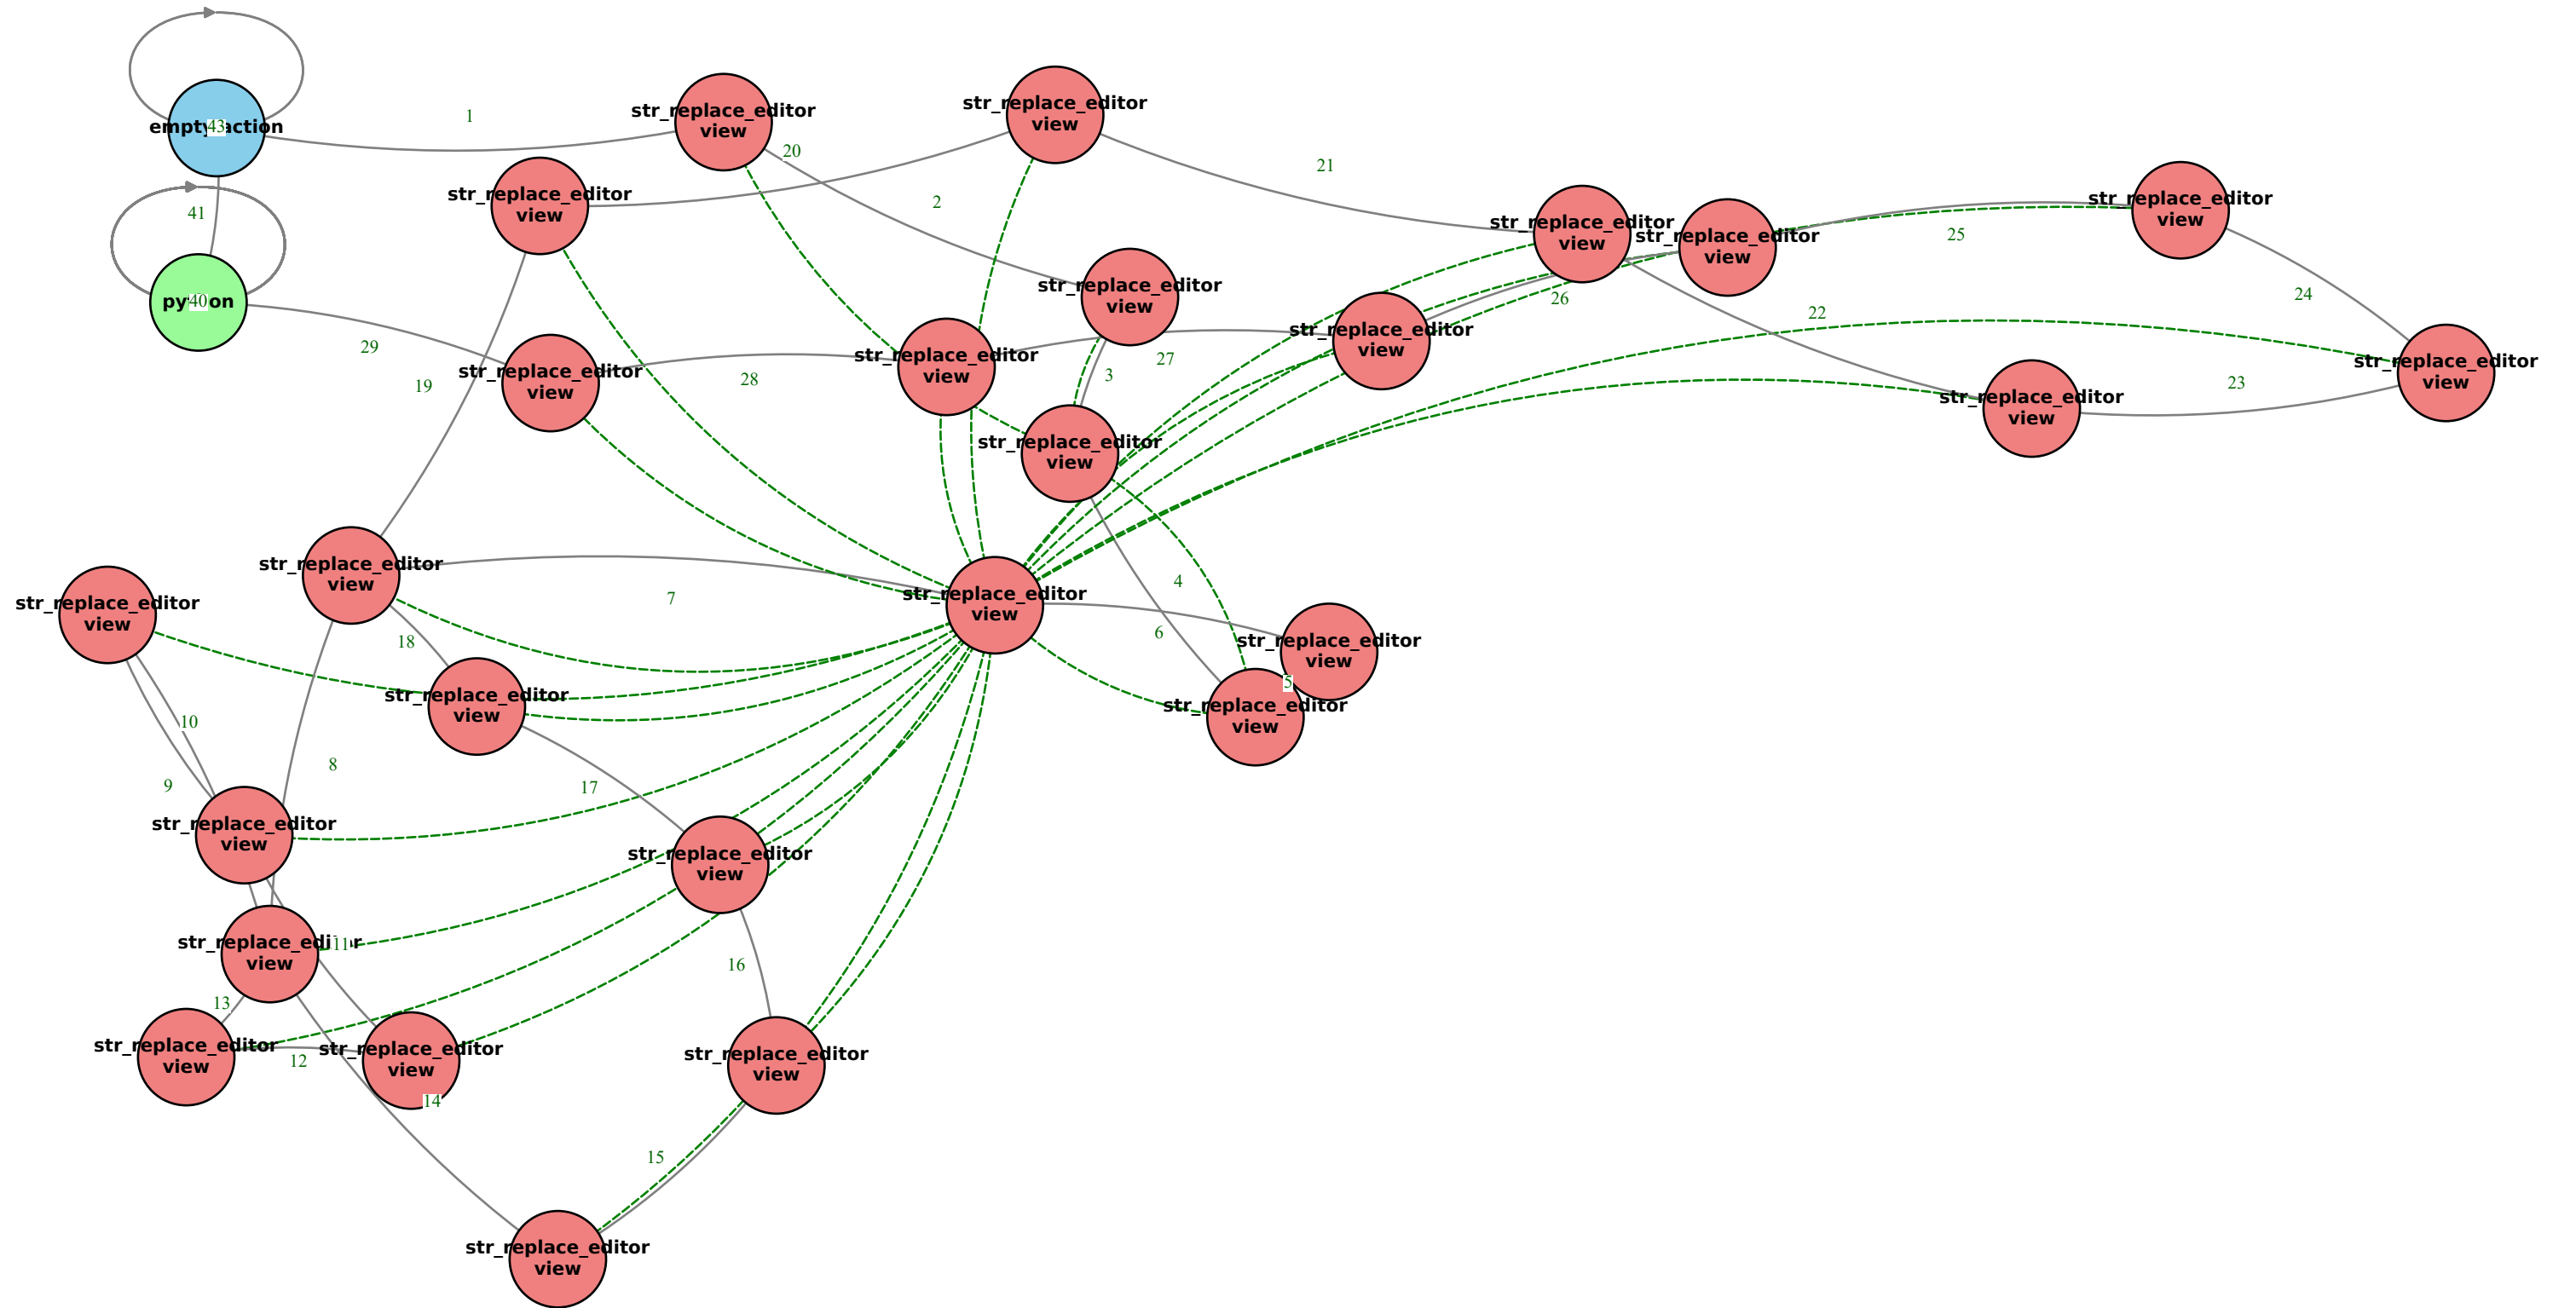 1
str_replace_editor
view
str_replace_editor
view
empty action
43
20
21
str_replace_editor
view
2
41
str_replace_editor
view
str_replace_editor
view
str_replace_editor
view
25
str_replace_editor
view
24
26
22
python
40
29
19
28
27
3
23
str_replace_editor
view
str_replace_editor
view
str_replace_editor
view
str_replace_editor
view
str_replace_editor
view
str_replace_editor
view
str_replace_editor
view
4
str_replace_editor
view
7
str_replace_editor
view
str_replace_editor
view
18
6
str_replace_editor
view
5
str_replace_editor
view
str_replace_editor
view
10
8
9
17
str_replace_editor
view
str_replace_editor
view
str_replace_editor
view
11
16
13
str_replace_editor
view
12
str_replace_editor
view
14
str_replace_editor
view
15
str_replace_editor
view